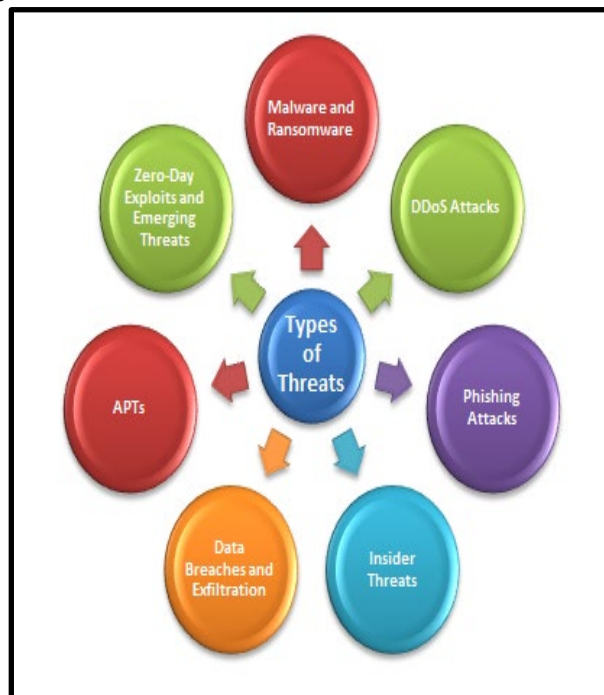 Malware and
Ransomware
DDoS Attacks
Phishing
Attacks
Insider
Threats
Data
Breaches and
Exfiltration
APTs
Zero-Day
Exploits and
Emerging
Threats
Types
of
Threats